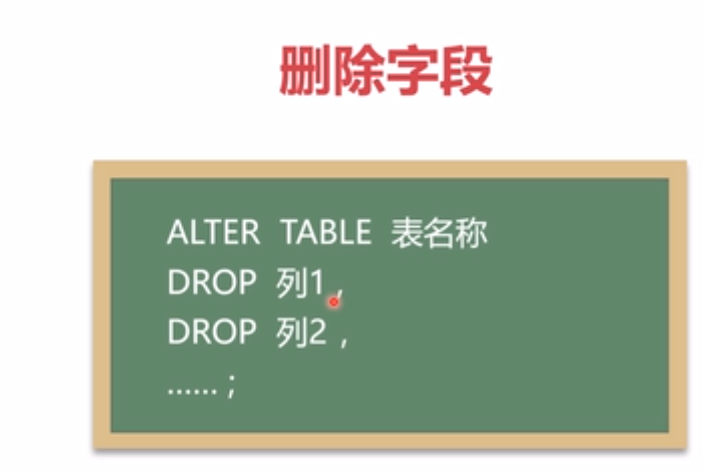 删除字段
ALTER TABLE 表名称
DROP 列1 ,
DROP 列2 ,
…… ;